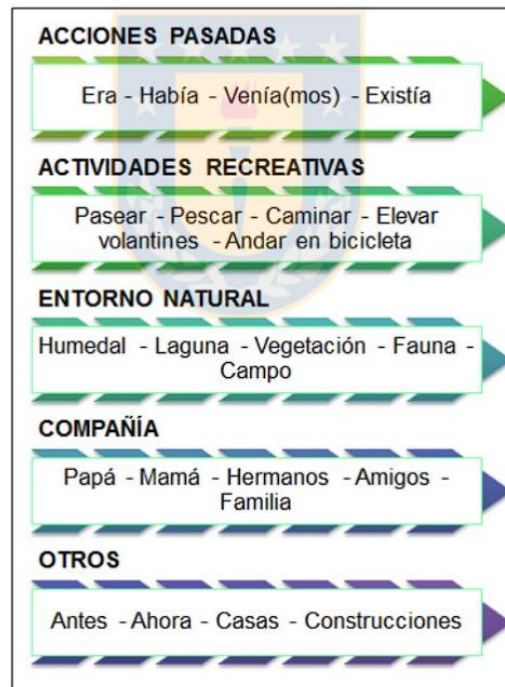 ACCIONES PASADAS
Era - Había - Venía(mos) - Existía
ACTIVIDADES RECREATIVAS
Pasear - Pescar - Caminar - Elevar
volantines - Andar en bicicleta
ENTORNO NATURAL
Humedal - Laguna - Vegetación - Fauna -
Campo
COMPAÑÍA
Papá - Mamá - Hermanos - Amigos -
Familia
OTROS
Antes - Ahora - Casas - Construcciones